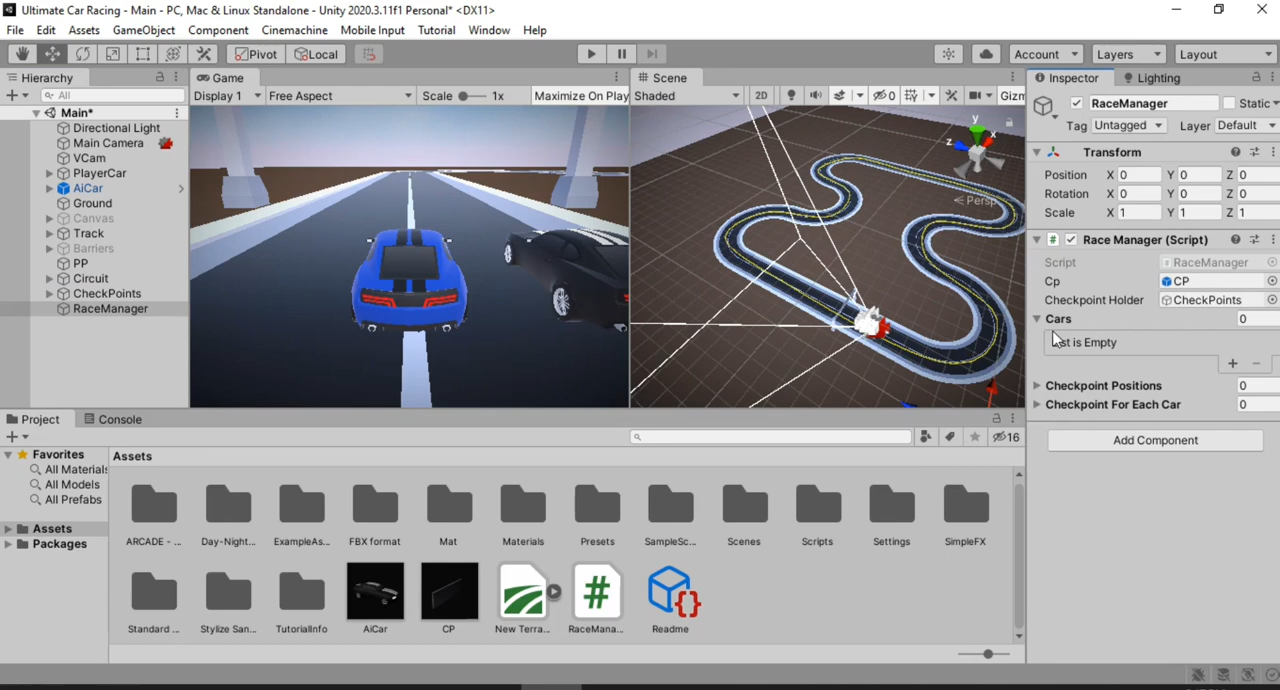 Ultimate Car Racing - Main - PC, Mac & Linux Standalone - Unity 2020.3.11f1 Personal* <DX11>
File Edit Assets GameObject Component Cinemachine Mobile Input Tutorial Window Help
Pivot Local Account Layers Layout
Hierarchy
All
Main*
Directional Light
Main Camera
VCam
PlayerCar
AiCar
Ground
Canvas
Track
Barriers
PP
Circuit
CheckPoints
RaceManager
Game
Display 1 Free Aspect Scale 1x Maximize On Play
Scene
Shaded 2D 0 Gizm
y
x
z
Persp
Inspector Lighting
RaceManager Static
Tag Untagged Layer Default
Transform
Position X 0 Y 0 Z 0
Rotation X 0 Y 0 Z 0
Scale X 1 Y 1 Z 1
# Race Manager (Script)
Script # RaceManager
Cp CP
Checkpoint Holder CheckPoints
Cars 0
is Empty
+ -
Checkpoint Positions 0
Checkpoint For Each Car 0
Add Component
Project Console
16
Favorites
All Materials
All Models
All Prefabs
Assets
Packages
Assets
ARCADE - ... Day-Night... ExampleAs... FBX format Mat Materials Presets SampleSc... Scenes Scripts Settings SimpleFX
Standard ... Stylize San... TutorialInfo AiCar CP New Terra... RaceMana... Readme